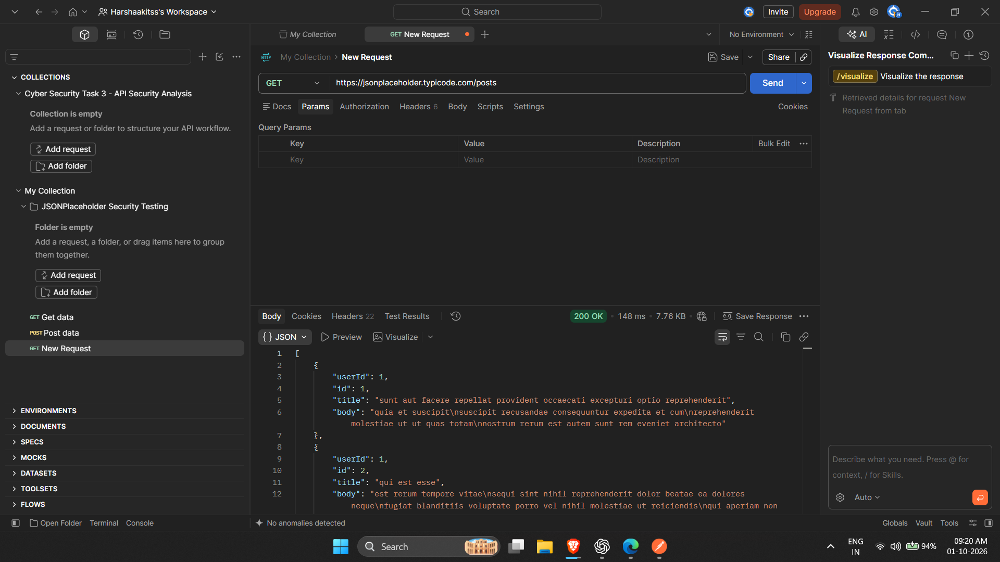 Harshaakitss's Workspace
Search
Invite
Upgrade
H
My Collection
GET New Request
No Environment
AI
COLLECTIONS
Cyber Security Task 3 - API Security Analysis
Collection is empty
Add a request or folder to structure your API workflow.
Add request
Add folder
My Collection
JSONPlaceholder Security Testing
Folder is empty
Add a request, a folder, or drag items here to group
them together.
Add request
Add folder
GET Get data
POST Post data
GET New Request
ENVIRONMENTS
DOCUMENTS
SPECS
MOCKS
DATASETS
TOOLSETS
FLOWS
HTTP My Collection > New Request
Save
Share
GET
https://jsonplaceholder.typicode.com/posts
Send
Docs Params Authorization Headers 6 Body Scripts Settings
Cookies
Query Params
Key Value Description Bulk Edit
Key Value Description
Body Cookies Headers 22 Test Results
200 OK • 148 ms • 7.76 KB
e.g. Save Response
{} JSON Preview Visualize
1 [
2 {
3 "userId": 1,
4 "id": 1,
5 "title": "sunt aut facere repellat provident occaecati excepturi optio reprehenderit",
6 "body": "quia et suscipit\nsuscipit recusandae consequuntur expedita et cum\nreprehenderit
molestiae ut ut quas totam\nnostrum rerum est autem sunt rem eveniet architecto"
7 },
8 {
9 "userId": 1,
10 "id": 2,
11 "title": "qui est esse",
12 "body": "est rerum tempore vitae\nsequi sint nihil reprehenderit dolor beatae ea dolores
neque\nfugiat blanditiis voluptate porro vel nihil molestiae ut reiciendis\nqui aperiam non
Visualize Response Com...
/visualize Visualize the response
Retrieved details for request New
Request from tab
Describe what you need. Press @ for
context, / for Skills.
Auto
Open Folder Terminal Console
No anomalies detected
Globals Vault Tools
Search
ENG
IN
94%
09:20 AM
01-10-2026